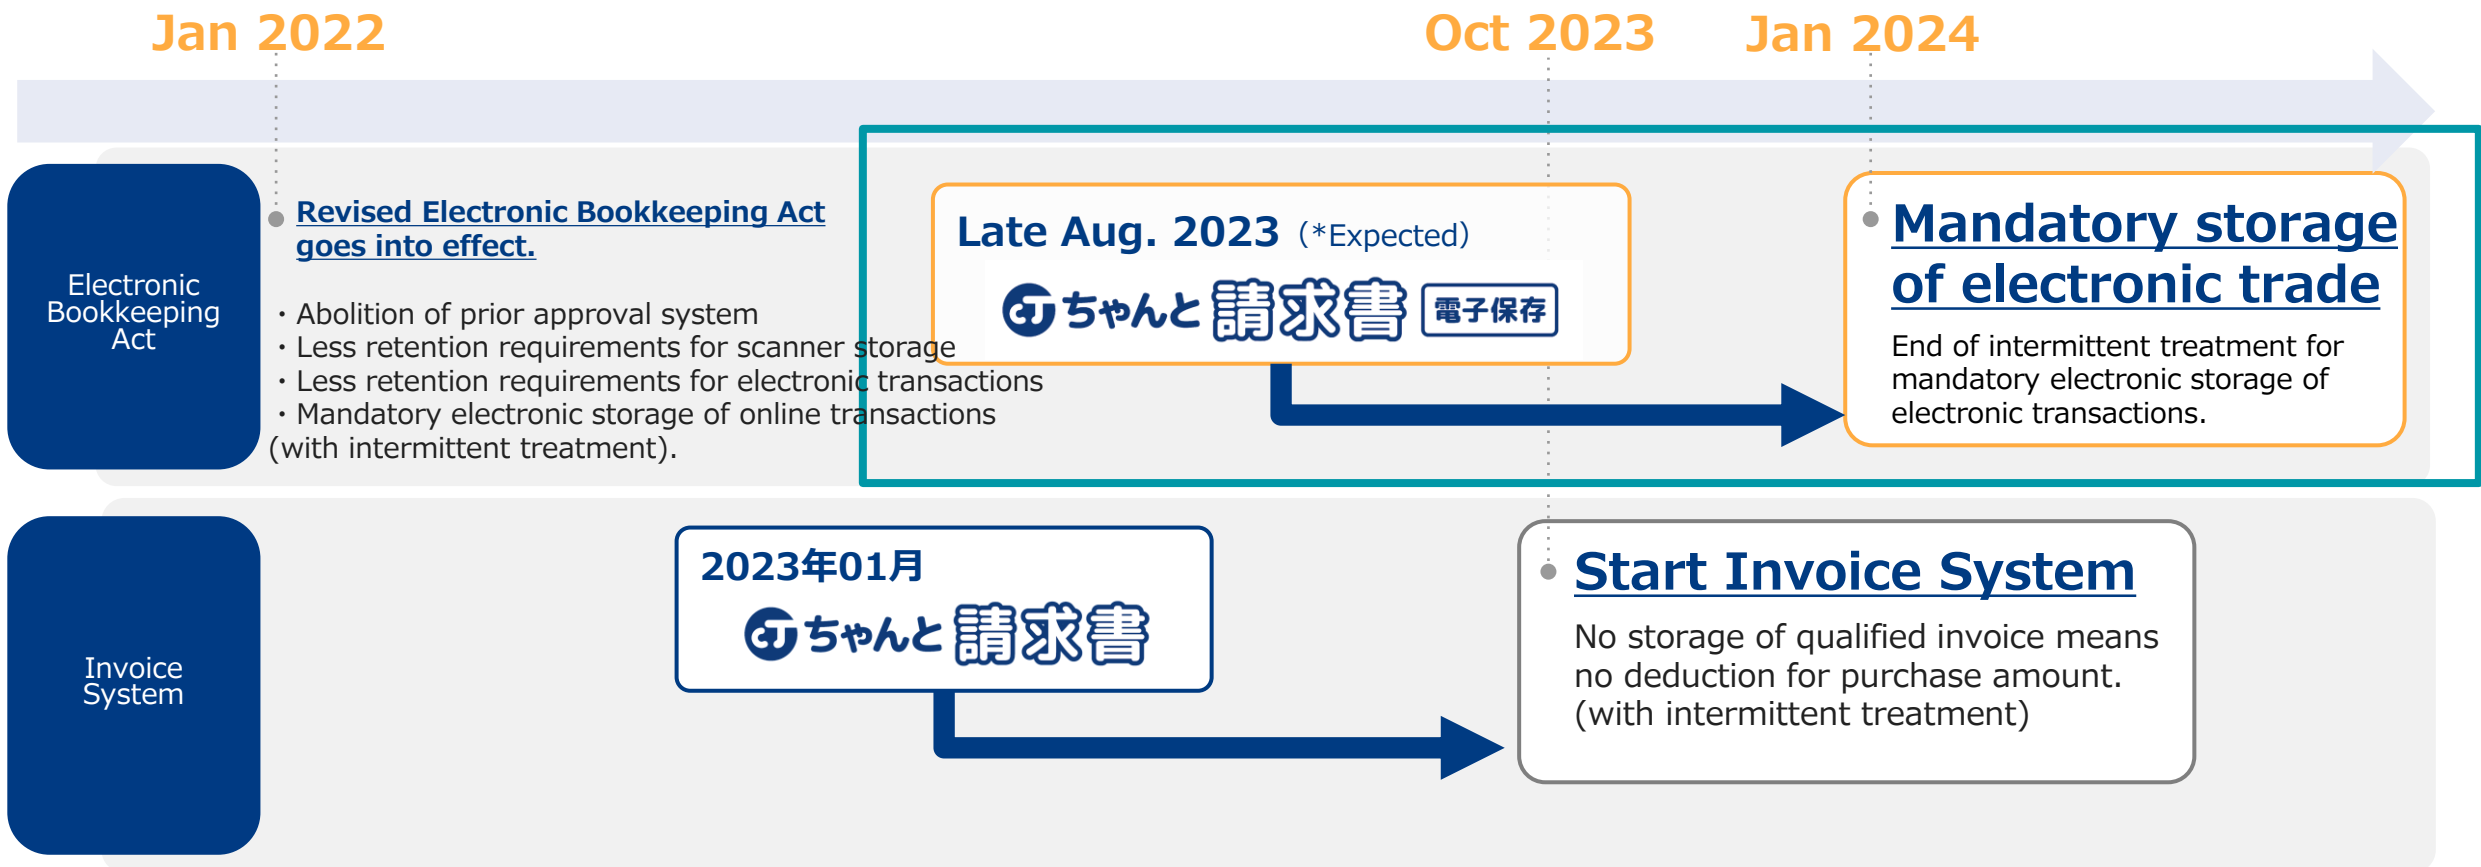 Jan 2022
Oct 2023
Jan 2024
Electronic
Bookkeeping
Act
Revised Electronic Bookkeeping Act
goes into effect.
・Abolition of prior approval system
・Less retention requirements for scanner storage
・Less retention requirements for electronic transactions
・Mandatory electronic storage of online transactions
(with intermittent treatment).
Late Aug. 2023（*Expected）
ちゃんと請求書 電子保存
Mandatory storage
of electronic trade
End of intermittent treatment for
mandatory electronic storage of
electronic transactions.
Invoice
System
2023年01月
ちゃんと請求書
Start Invoice System
No storage of qualified invoice means
no deduction for purchase amount.
(with intermittent treatment)